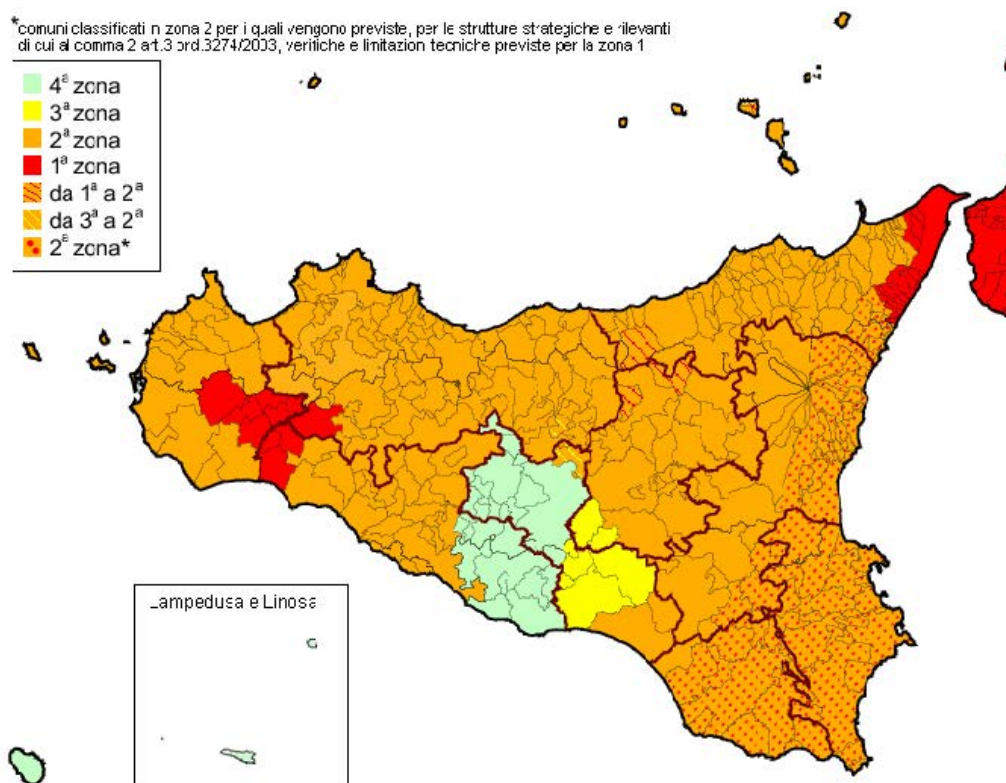 *comuni classificati in zona 2 per i quali vengono previste, per le strutture strategiche e rilevanti
di cui al comma 2 art.3 ord.3274/2003, verifiche e limitazioni tecniche previste per la zona 1
4ª zona
3ª zona
2ª zona
1ª zona
da 1ª a 2ª
da 3ª a 2ª
2ª zona*
Lampedusa e Linosa